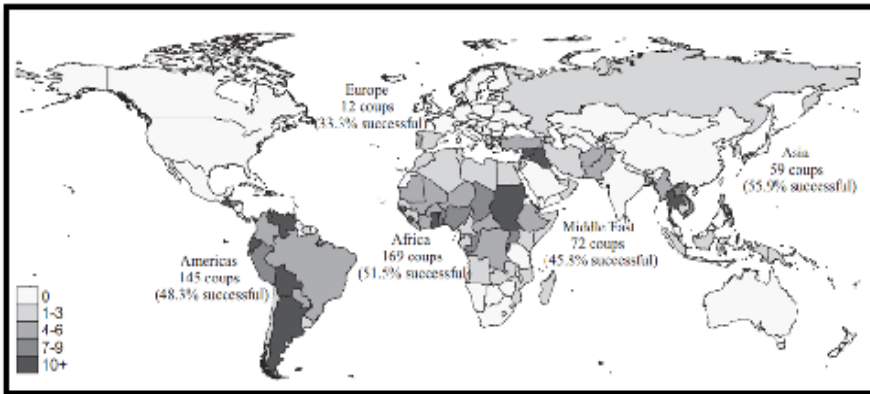 Europe
12 coups
(33.3% successful)
Asia
59 coups
(55.9% successful)
Middle East
72 coups
(45.8% successful)
Africa
169 coups
(51.5% successful)
Americas
145 coups
(48.3% successful)
0
1-3
4-6
7-9
10+